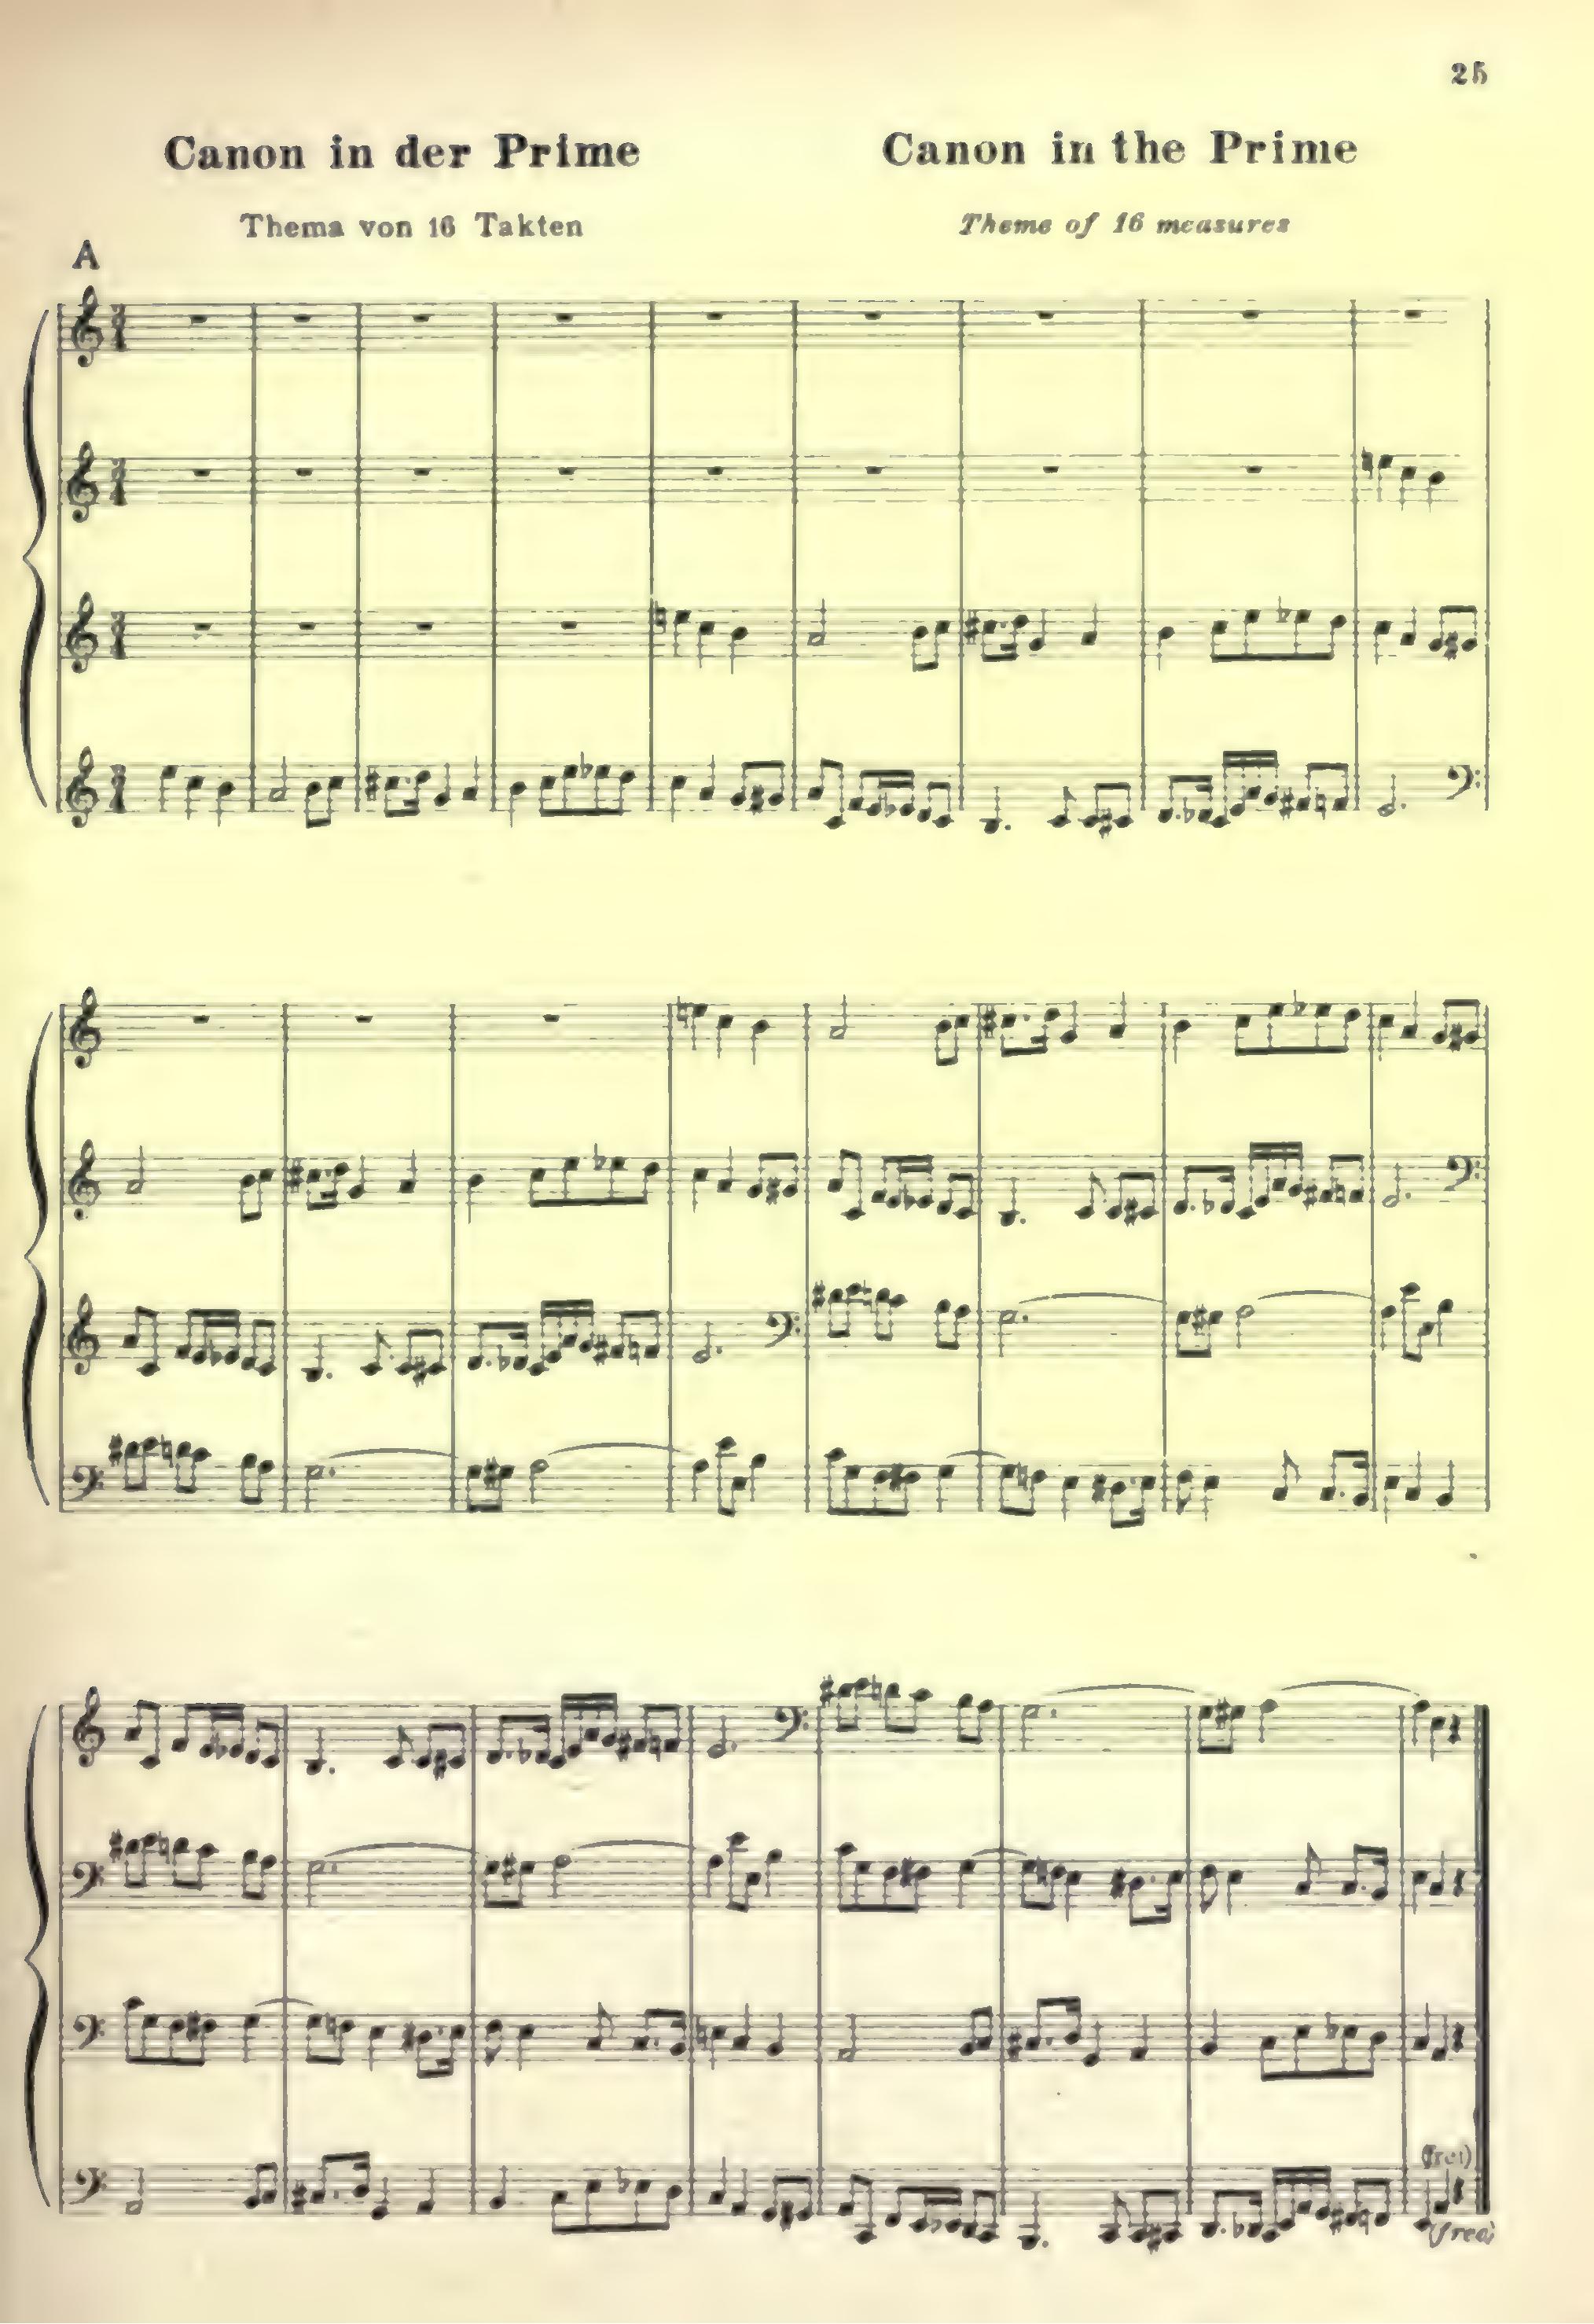 25
Canon in der Prime
Canon in the Prime
Thema von 16 Takten
Theme of 16 measures
A
(frei)
(free)